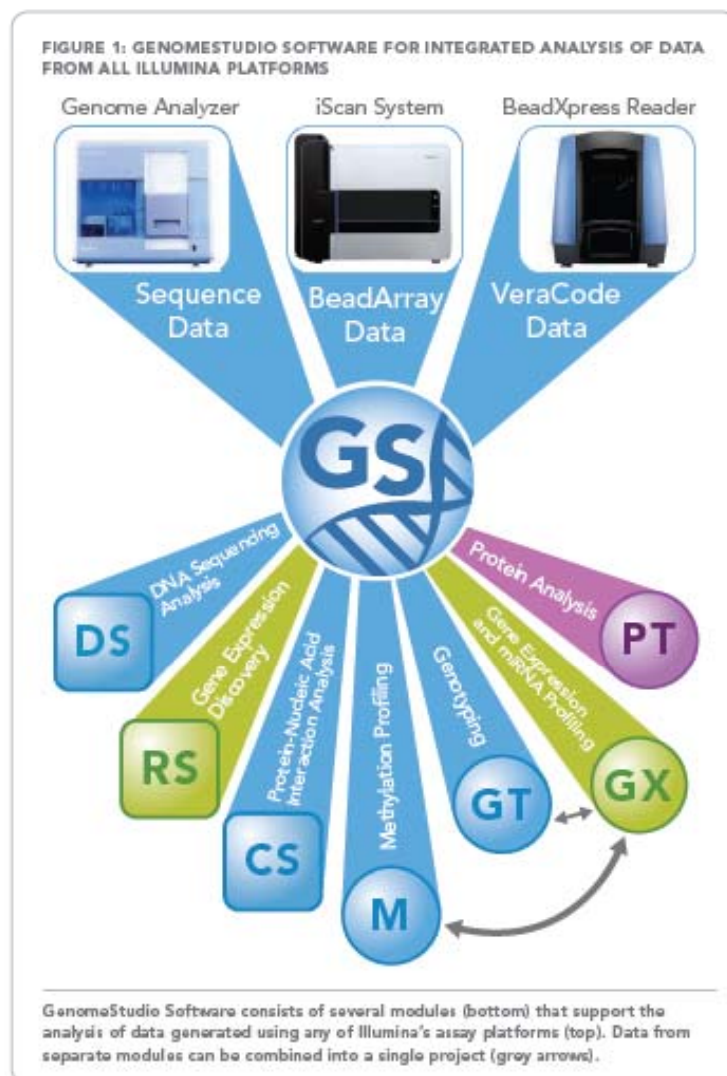 FIGURE 1: GENOMESTUDIO SOFTWARE FOR INTEGRATED ANALYSIS OF DATA
FROM ALL ILLUMINA PLATFORMS
Genome Analyzer
iScan System
BeadXpress Reader
Sequence
Data
BeadArray
Data
VeraCode
Data
GS
DNA Sequencing
Analysis
DS
Gene Expression
Discovery
RS
Protein-Nucleic Acid
Interaction Analysis
CS
Methylation Profiling
M
Genotyping
GT
Gene Expression
and miRNA Profiling
GX
Protein Analysis
PT
GenomeStudio Software consists of several modules (bottom) that support the
analysis of data generated using any of Illumina's assay platforms (top). Data from
separate modules can be combined into a single project (grey arrows).